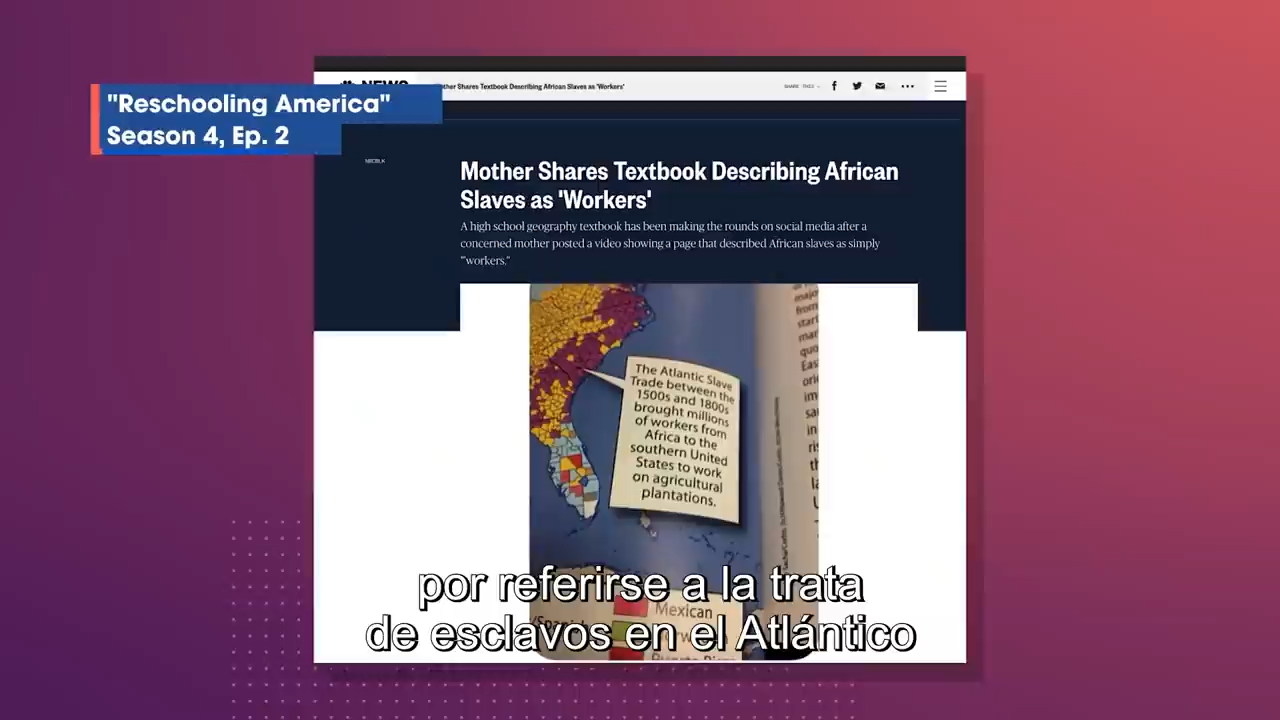 "Reschooling America"
Season 4, Ep. 2
NEWS
Mother Shares Textbook Describing African Slaves as 'Workers'
SHARE THIS
NBCBLK
Mother Shares Textbook Describing African
Slaves as 'Workers'
A high school geography textbook has been making the rounds on social media after a
concerned mother posted a video showing a page that described African slaves as simply
"workers."
The Atlantic Slave
Trade between the
1500s and 1800s
brought millions
of workers from
Africa to the
southern United
States to work
on agricultural
plantations.
por referirse a la trata
de esclavos en el Atlántico
Mexican